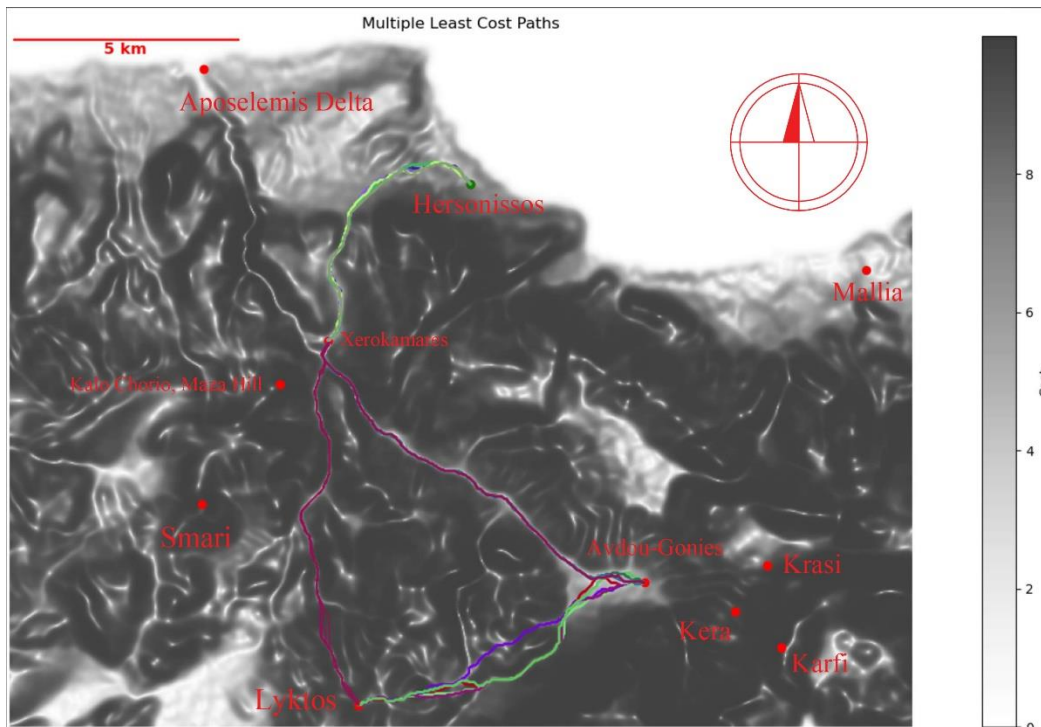 Multiple Least Cost Paths
5 km
Aposelemis Delta
Hersonissos
Mallia
Xerokamares
Kalo Chorio, Maza Hill
Smari
Avdou-Gonies
Krasi
Kera
Karfi
Lyktos
8
6
4
2
0